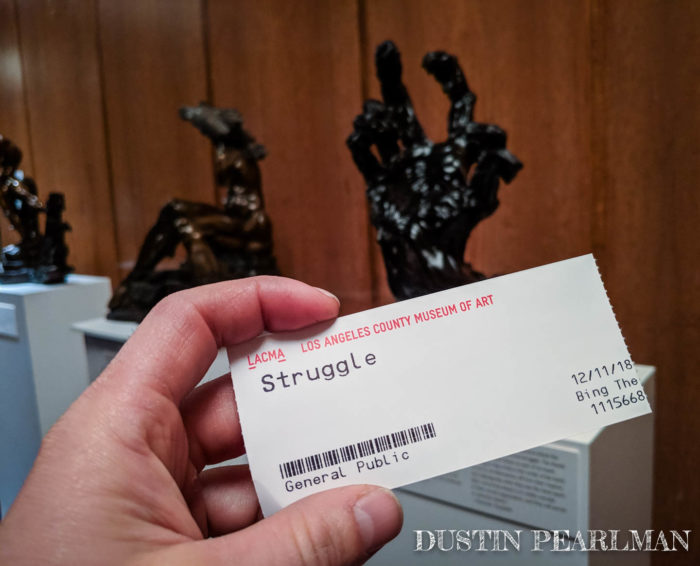 LACMA LOS ANGELES COUNTY MUSEUM OF ART
Struggle
12/11/18
Bing The
1115668
General Public
DUSTIN PEARLMAN